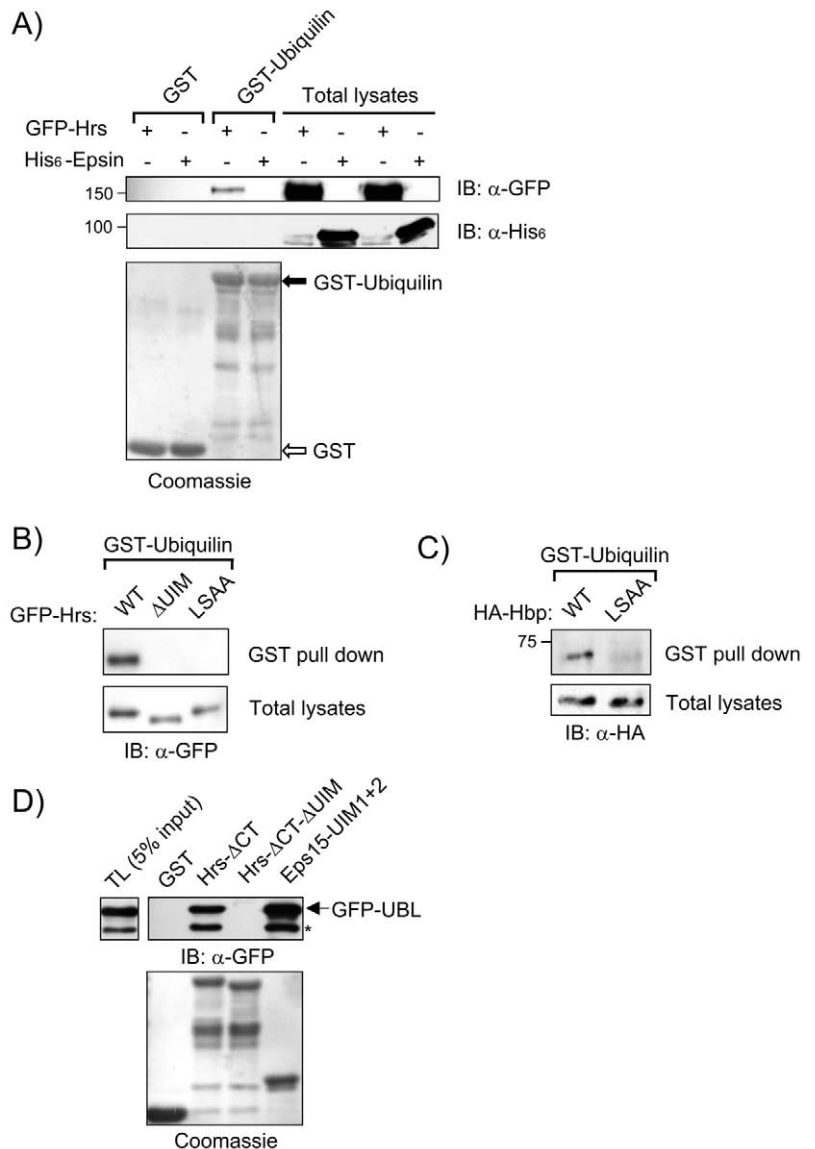 A)
GST
GST-Ubiquilin
Total lysates
GFP-Hrs + - + - + - + -
His6-Epsin - + - + - + - +
150
IB: α-GFP
100
IB: α-His6
GST-Ubiquilin
GST
Coomassie
B)
GST-Ubiquilin
GFP-Hrs: WT ΔUIM LSAA
GST pull down
Total lysates
IB: α-GFP
C)
GST-Ubiquilin
HA-Hbp: WT LSAA
75
GST pull down
Total lysates
IB: α-HA
D)
TL (5% input)
GST
Hrs-ΔCT
Hrs-ΔCT-ΔUIM
Eps15-UIM1+2
GFP-UBL
*
IB: α-GFP
Coomassie